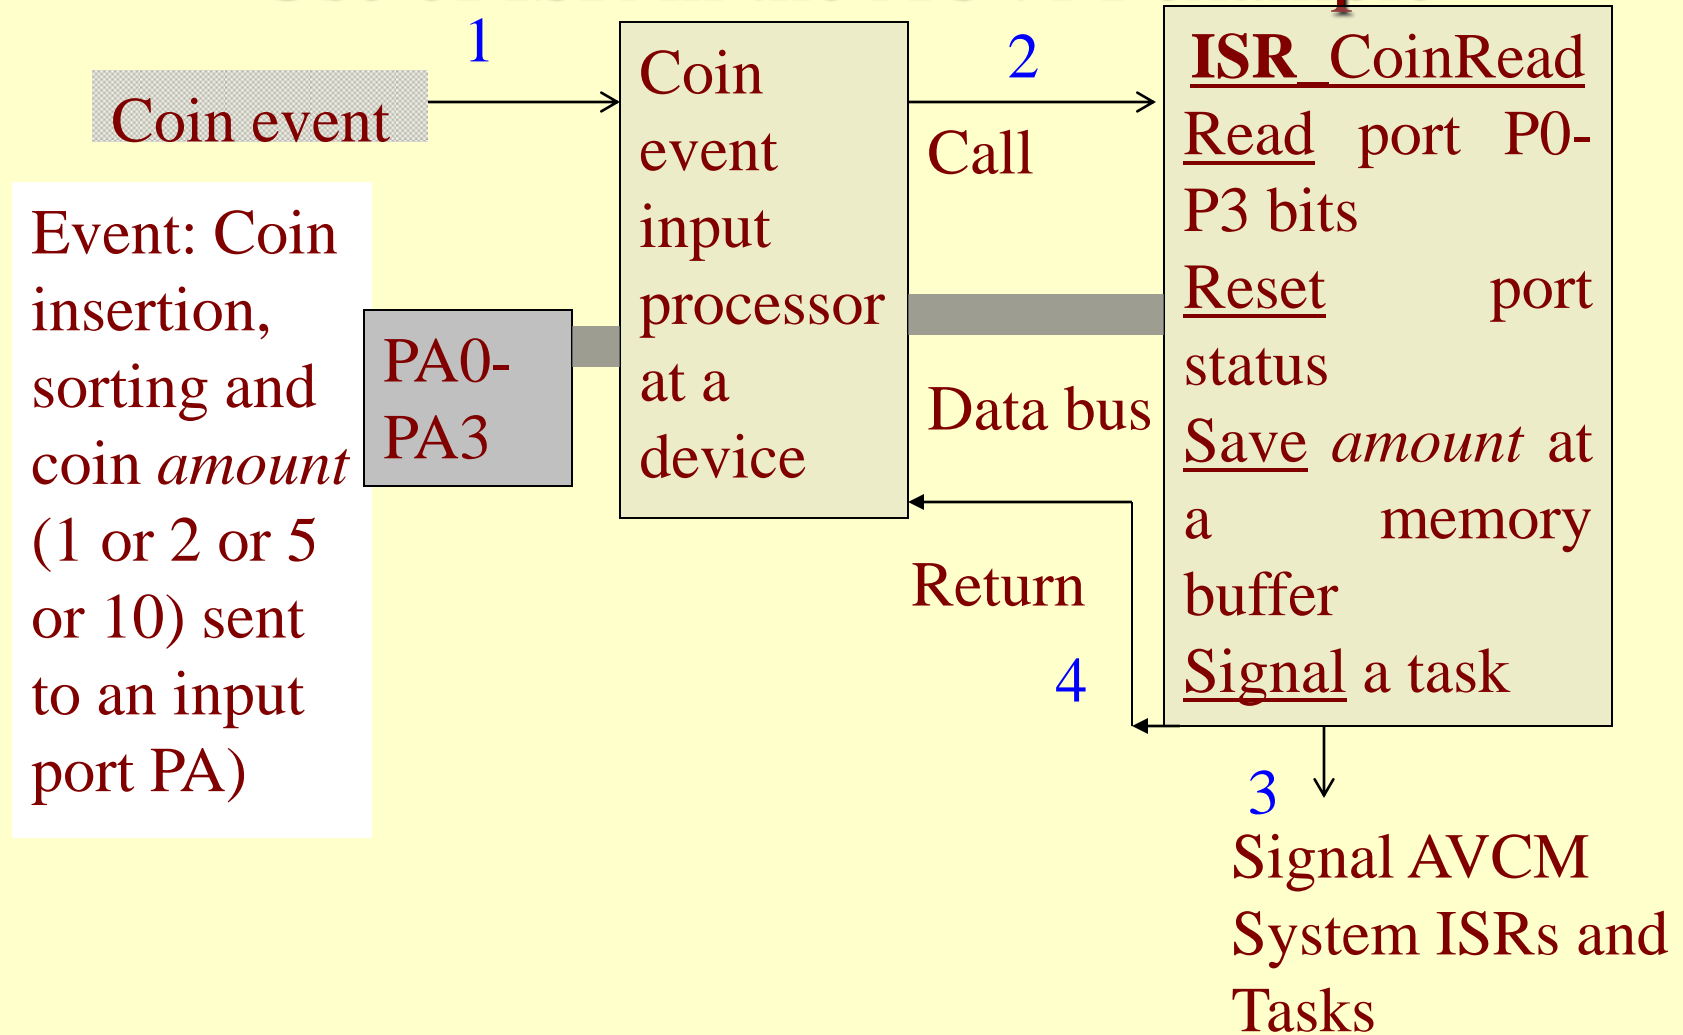 1
Coin event
Event: Coin
insertion,
sorting and
coin amount
(1 or 2 or 5
or 10) sent
to an input
port PA)
PA0-
PA3
Coin
event
input
processor
at a
device
2
Call
Data bus
Return
4
ISR_CoinRead
Read port P0-
P3 bits
Reset port
status
Save amount at
a memory
buffer
Signal a task
3
Signal AVCM
System ISRs and
Tasks